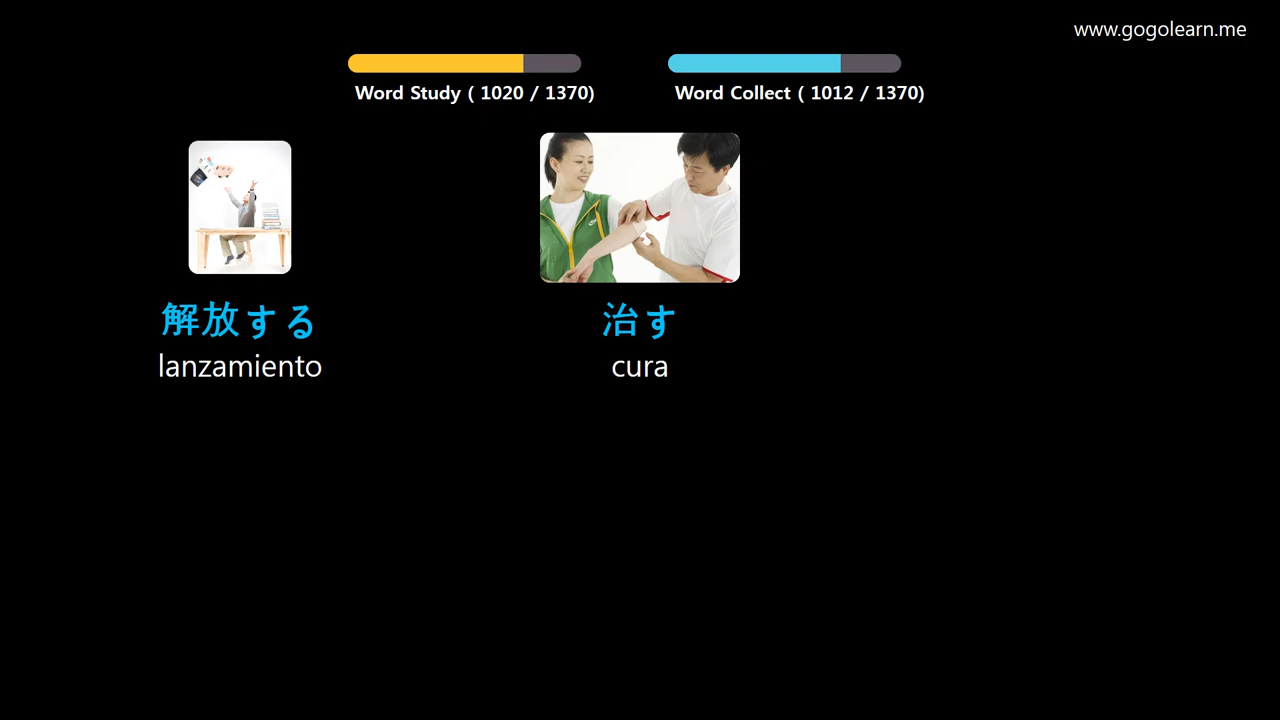 www.gogolearn.me
Word Study ( 1020 / 1370)
Word Collect ( 1012 / 1370)
解放する
lanzamiento
治す
cura